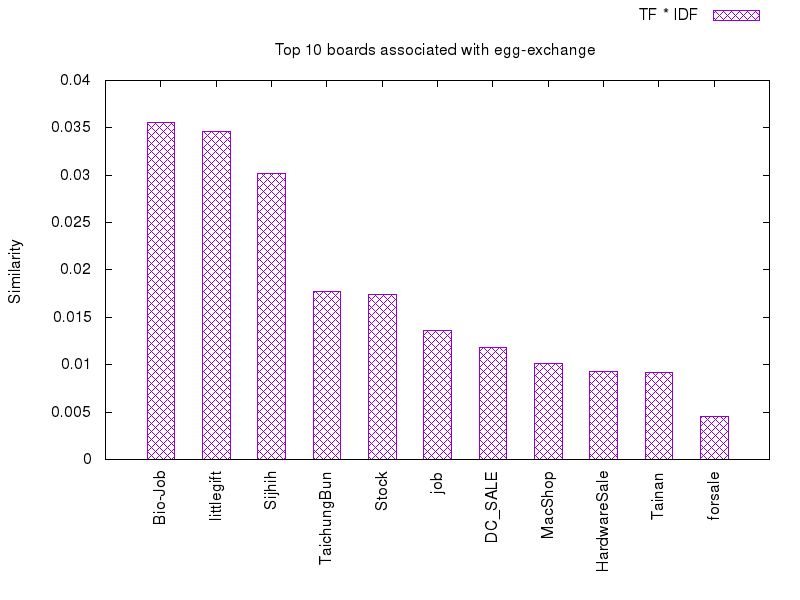 TF * IDF
Top 10 boards associated with egg-exchange
0.04
0.035
0.03
0.025
0.02
0.015
0.01
0.005
0
Similarity
Bio-Job
littlegift
Sijhih
TaichungBun
Stock
job
DC_SALE
MacShop
HardwareSale
Tainan
forsale